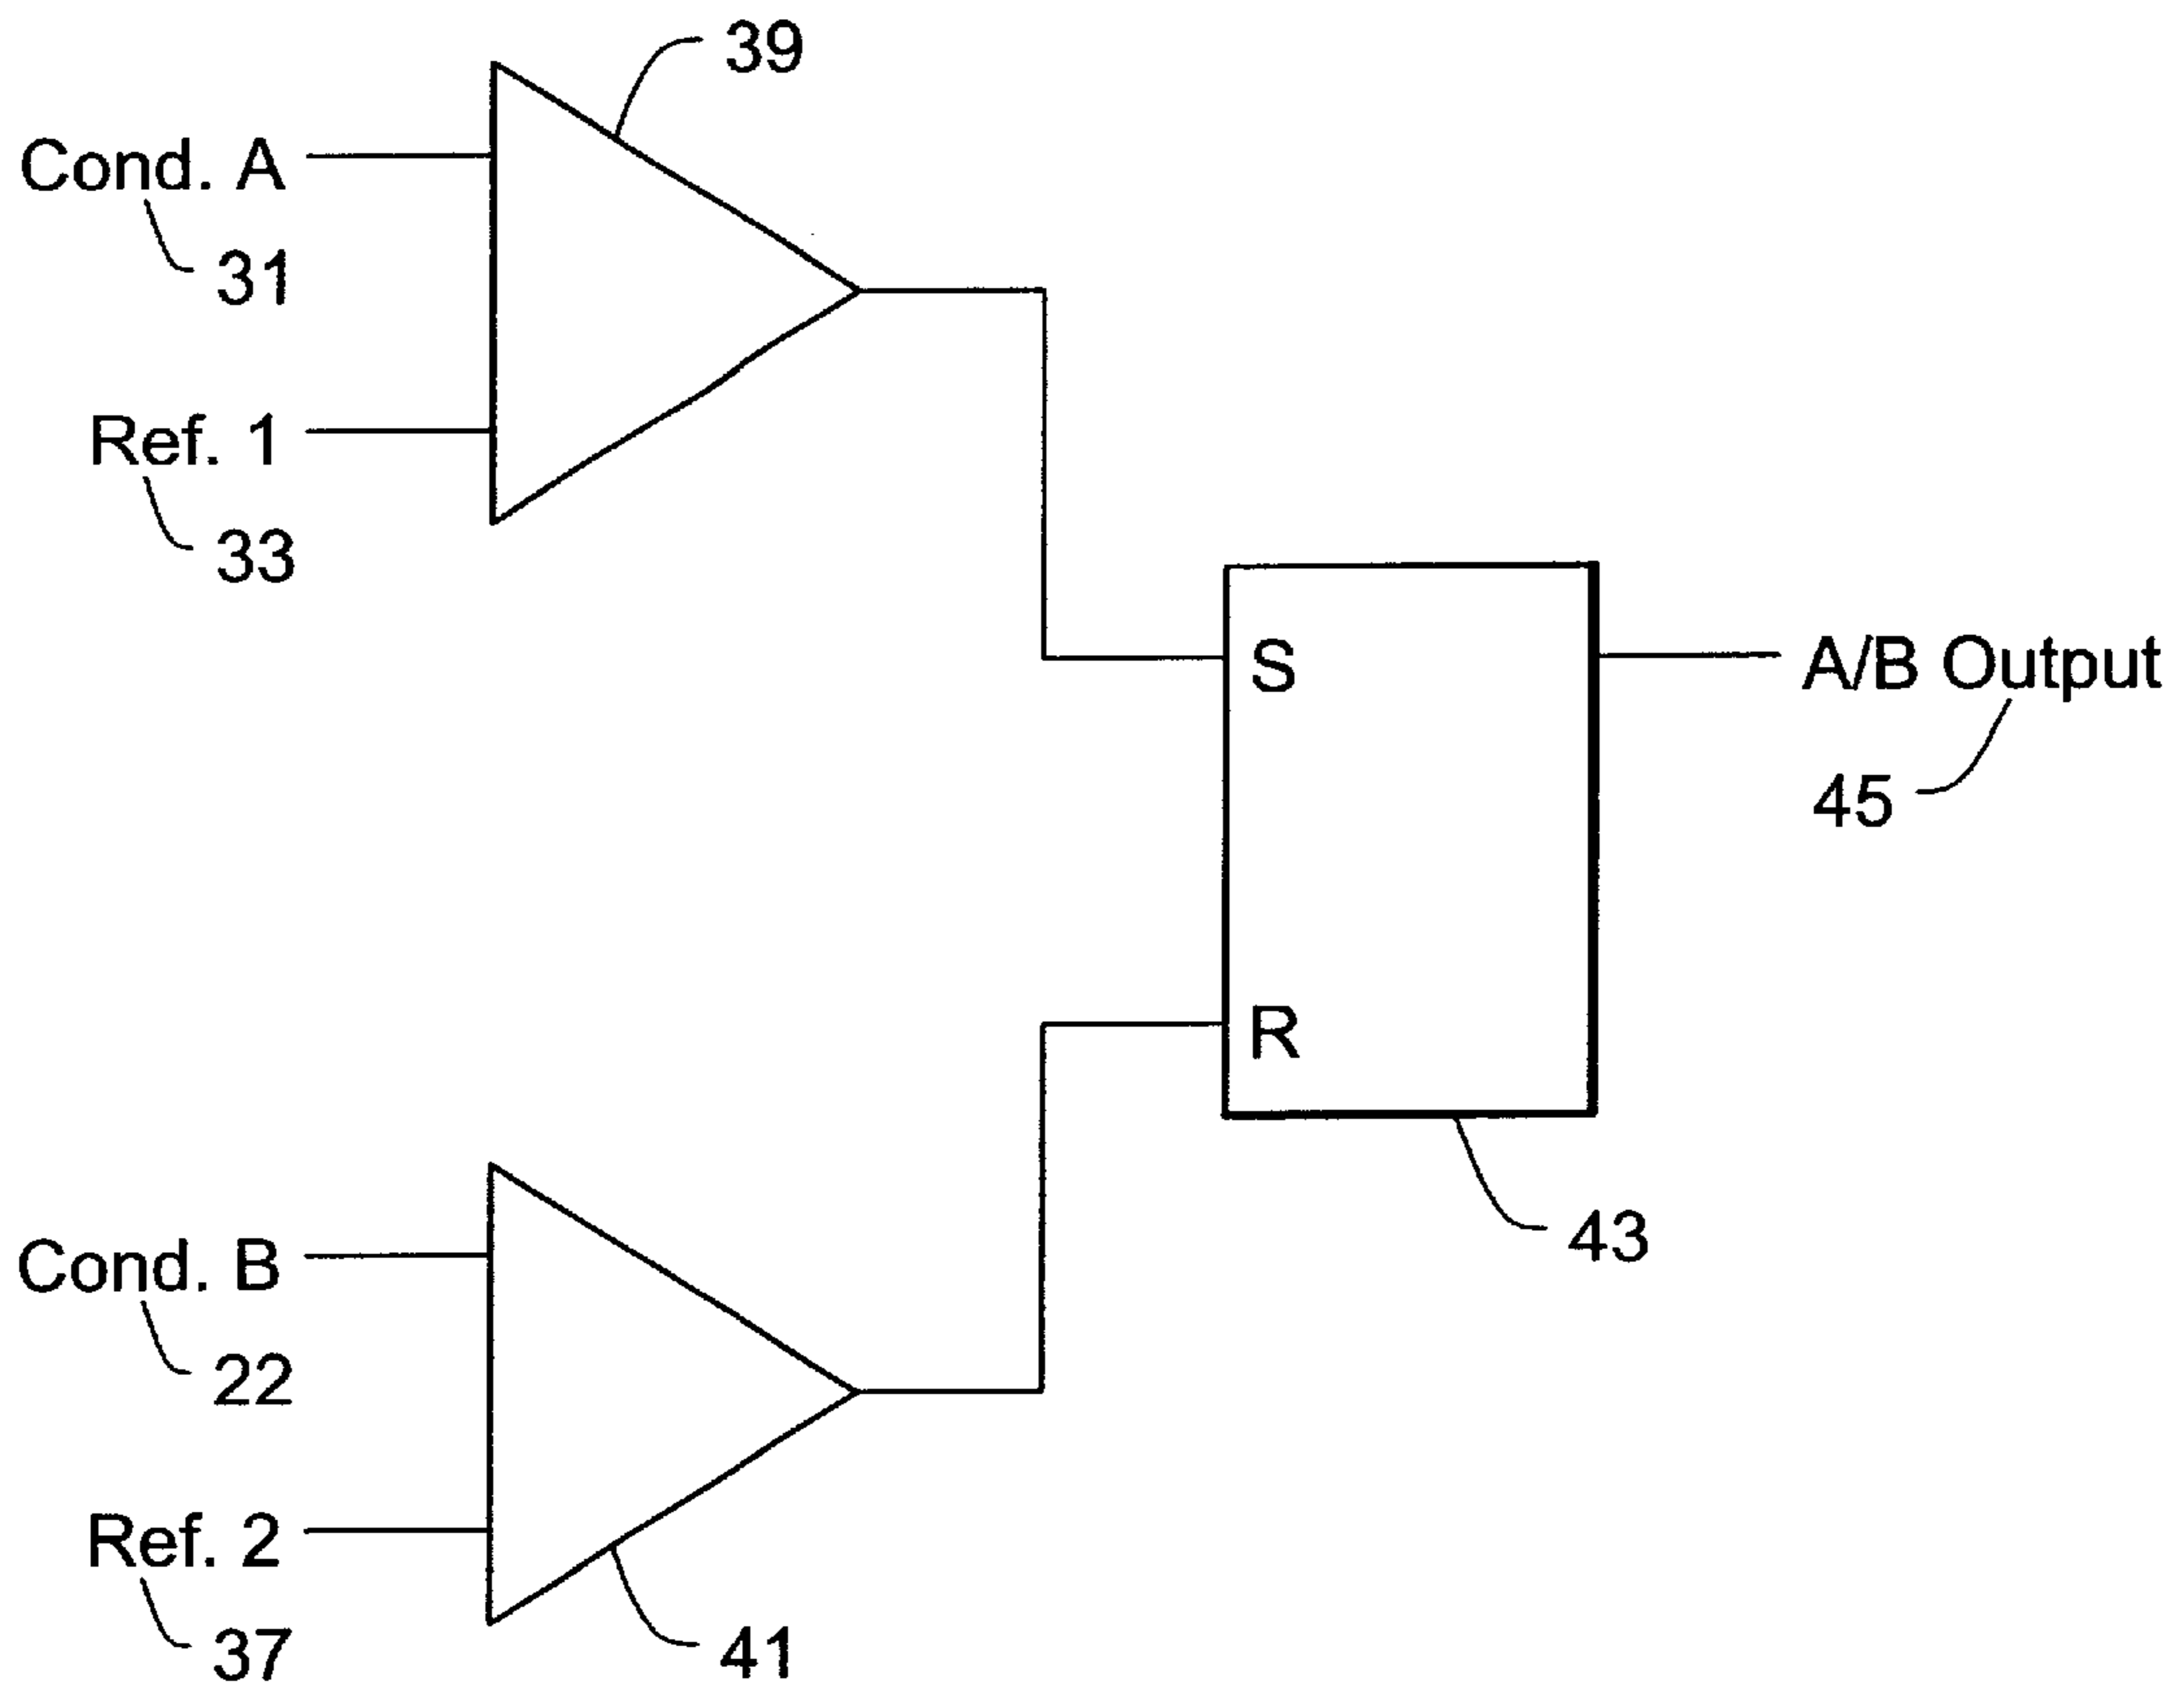 39
Cond. A
31
Ref. 1
33
S
A/B Output
45
R
43
Cond. B
22
Ref. 2
37
41